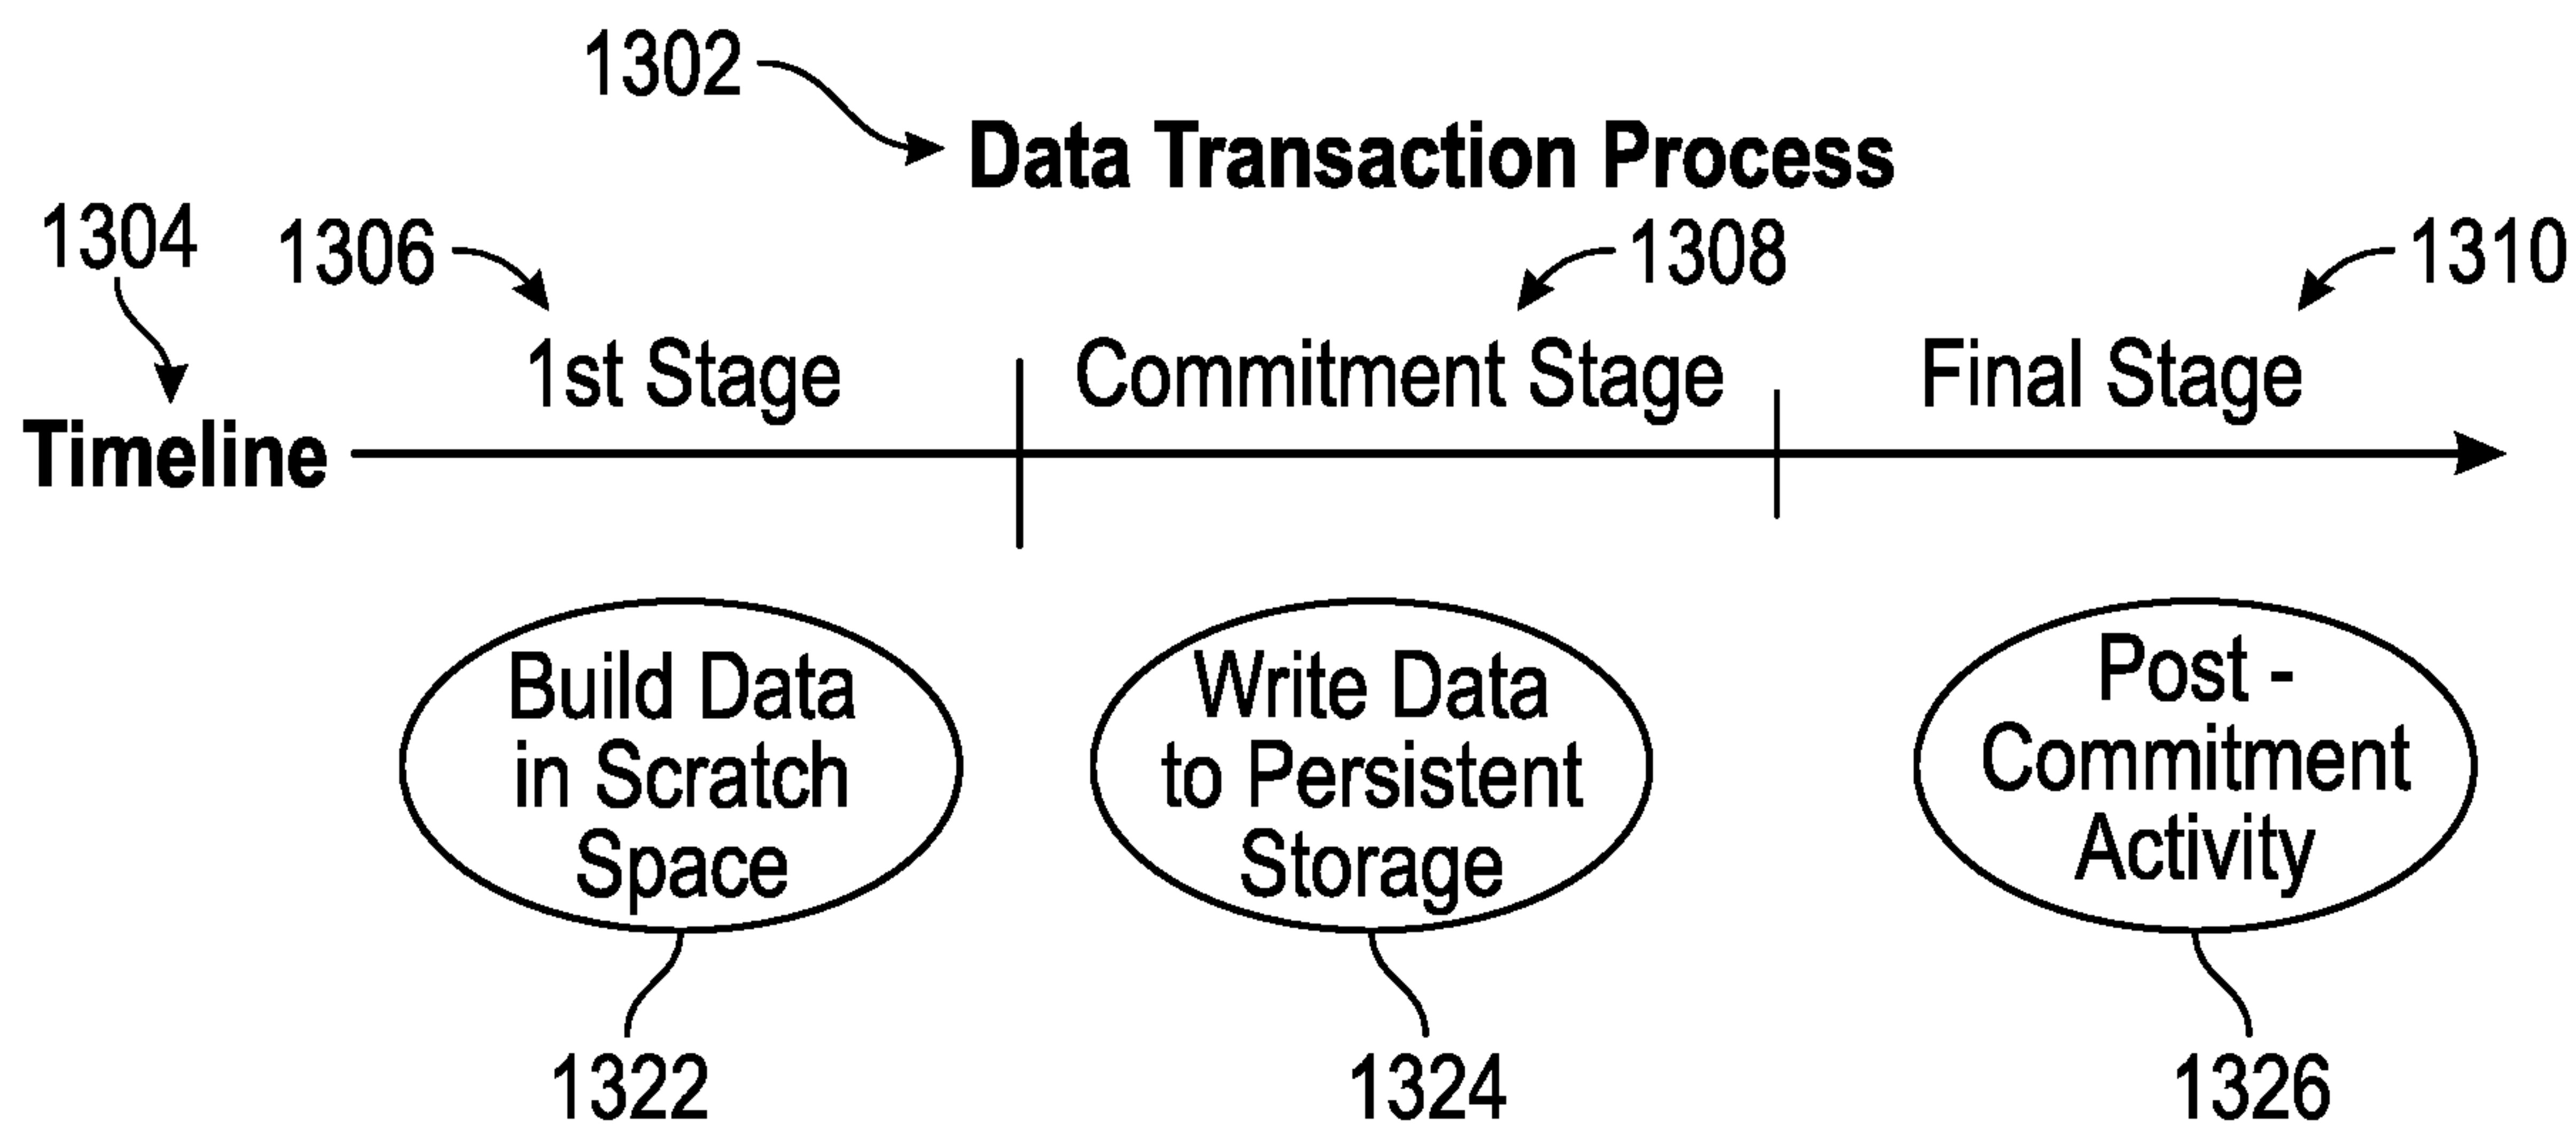 1302
Data Transaction Process
1304
1306
1308
1310
1st Stage
Commitment Stage
Final Stage
Timeline
Build Data
in Scratch
Space
Write Data
to Persistent
Storage
Post -
Commitment
Activity
1322
1324
1326